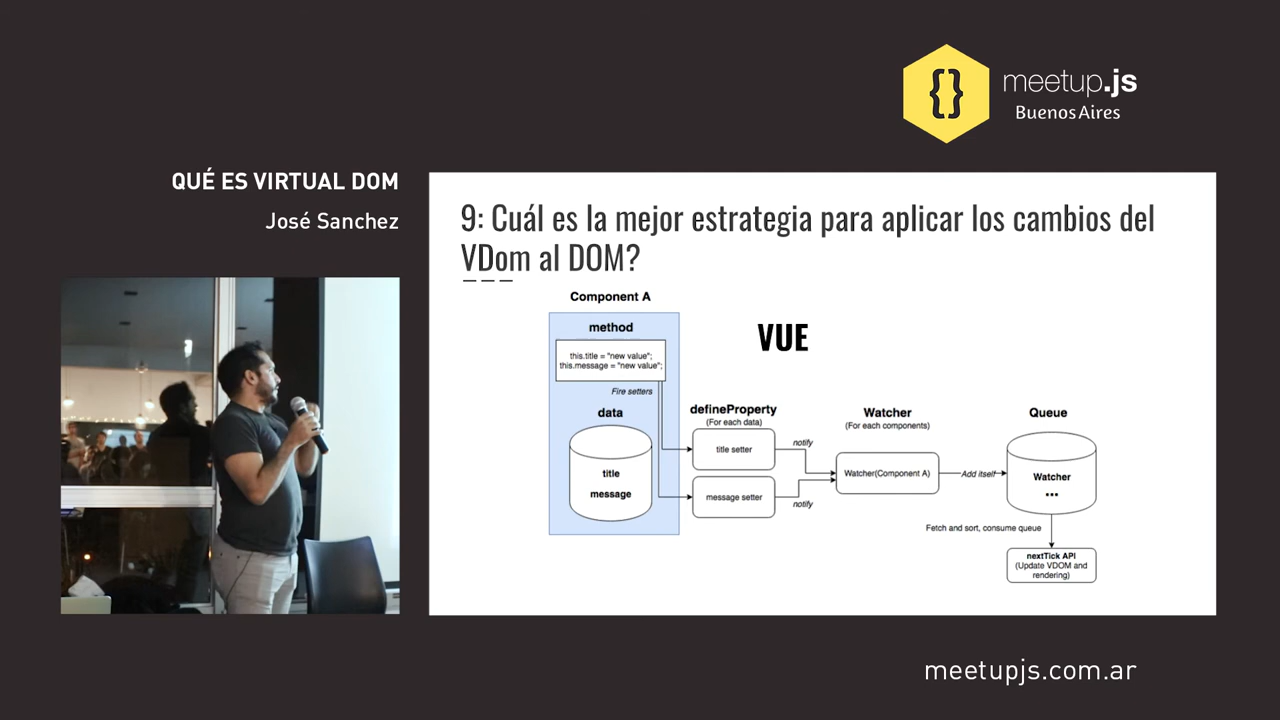 {}
meetup.js
Buenos Aires
QUÉ ES VIRTUAL DOM
José Sanchez
9: Cuál es la mejor estrategia para aplicar los cambios del
VDom al DOM?
Component A
method
this.title = "new value";
this.message = "new value";
Fire setters
data
title
message
VUE
defineProperty
(For each data)
title setter
message setter
notify
notify
Watcher
(For each components)
Watcher(Component A)
Add itself
Queue
Watcher
...
Fetch and sort, consume queue
nextTick API
(Update VDOM and
rendering)
meetupjs.com.ar